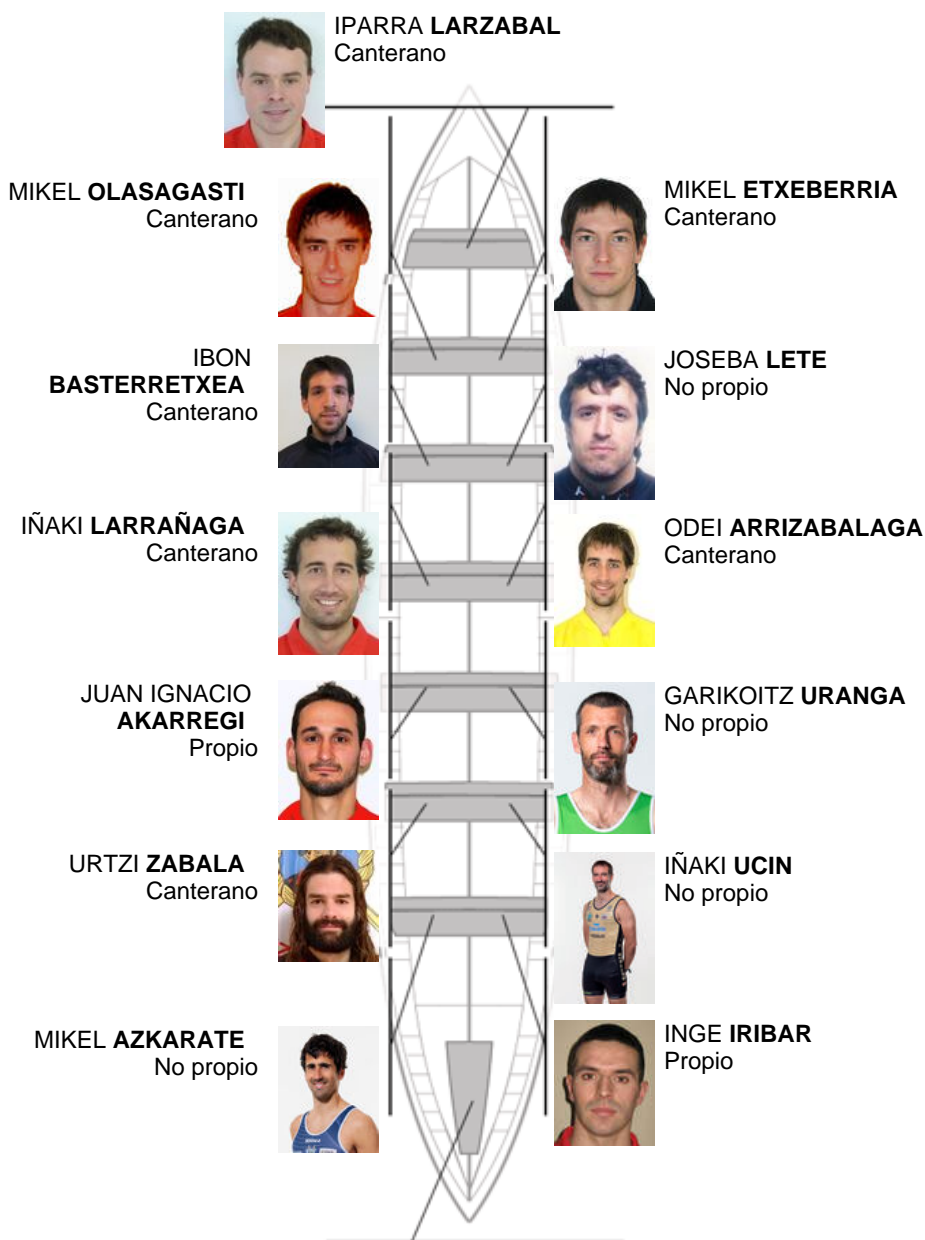 IPARRA LARZABAL
Canterano
MIKEL OLASAGASTI
Canterano
MIKEL ETXEBERRIA
Canterano
IBON
BASTERRETXEA
Canterano
JOSEBA LETE
No propio
IÑAKI LARRAÑAGA
Canterano
ODEI ARRIZABALAGA
Canterano
JUAN IGNACIO
AKARREGI
Propio
GARIKOITZ URANGA
No propio
URTZI ZABALA
Canterano
IÑAKI UCIN
No propio
MIKEL AZKARATE
No propio
INGE IRIBAR
Propio